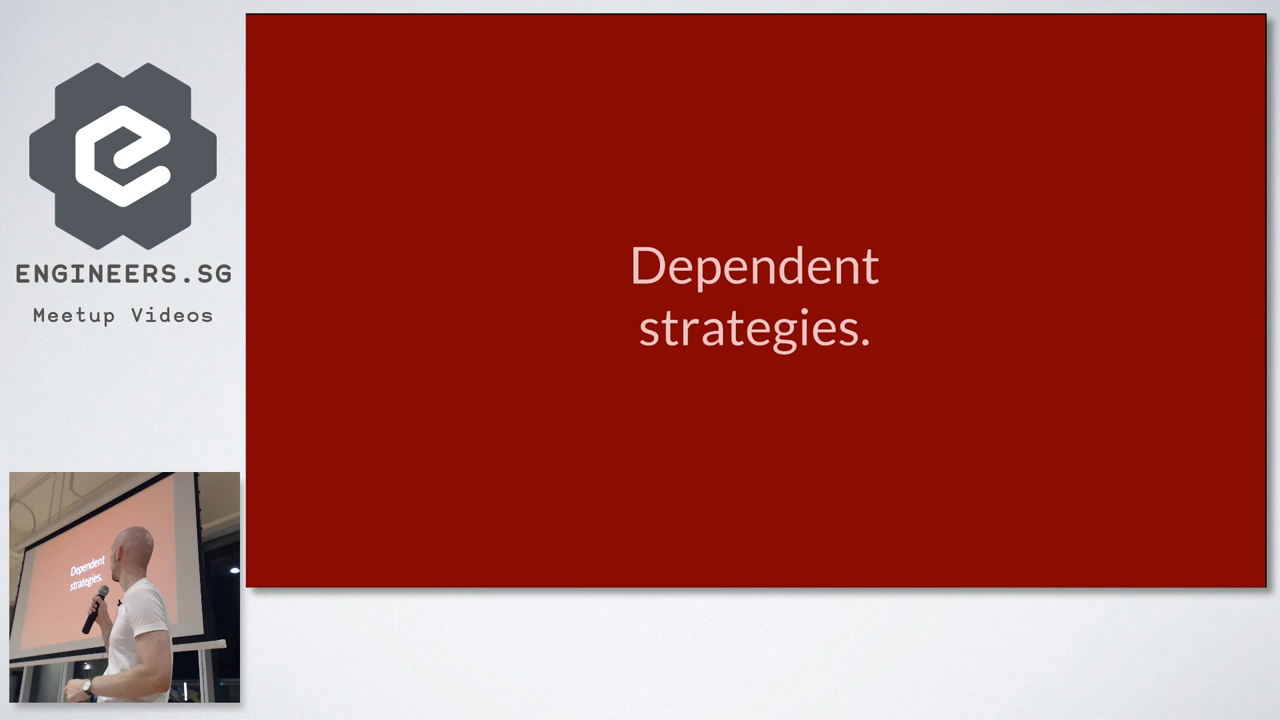 ENGINEERS.SG
Meetup Videos
Dependent
strategies.
Dependent
strategies.